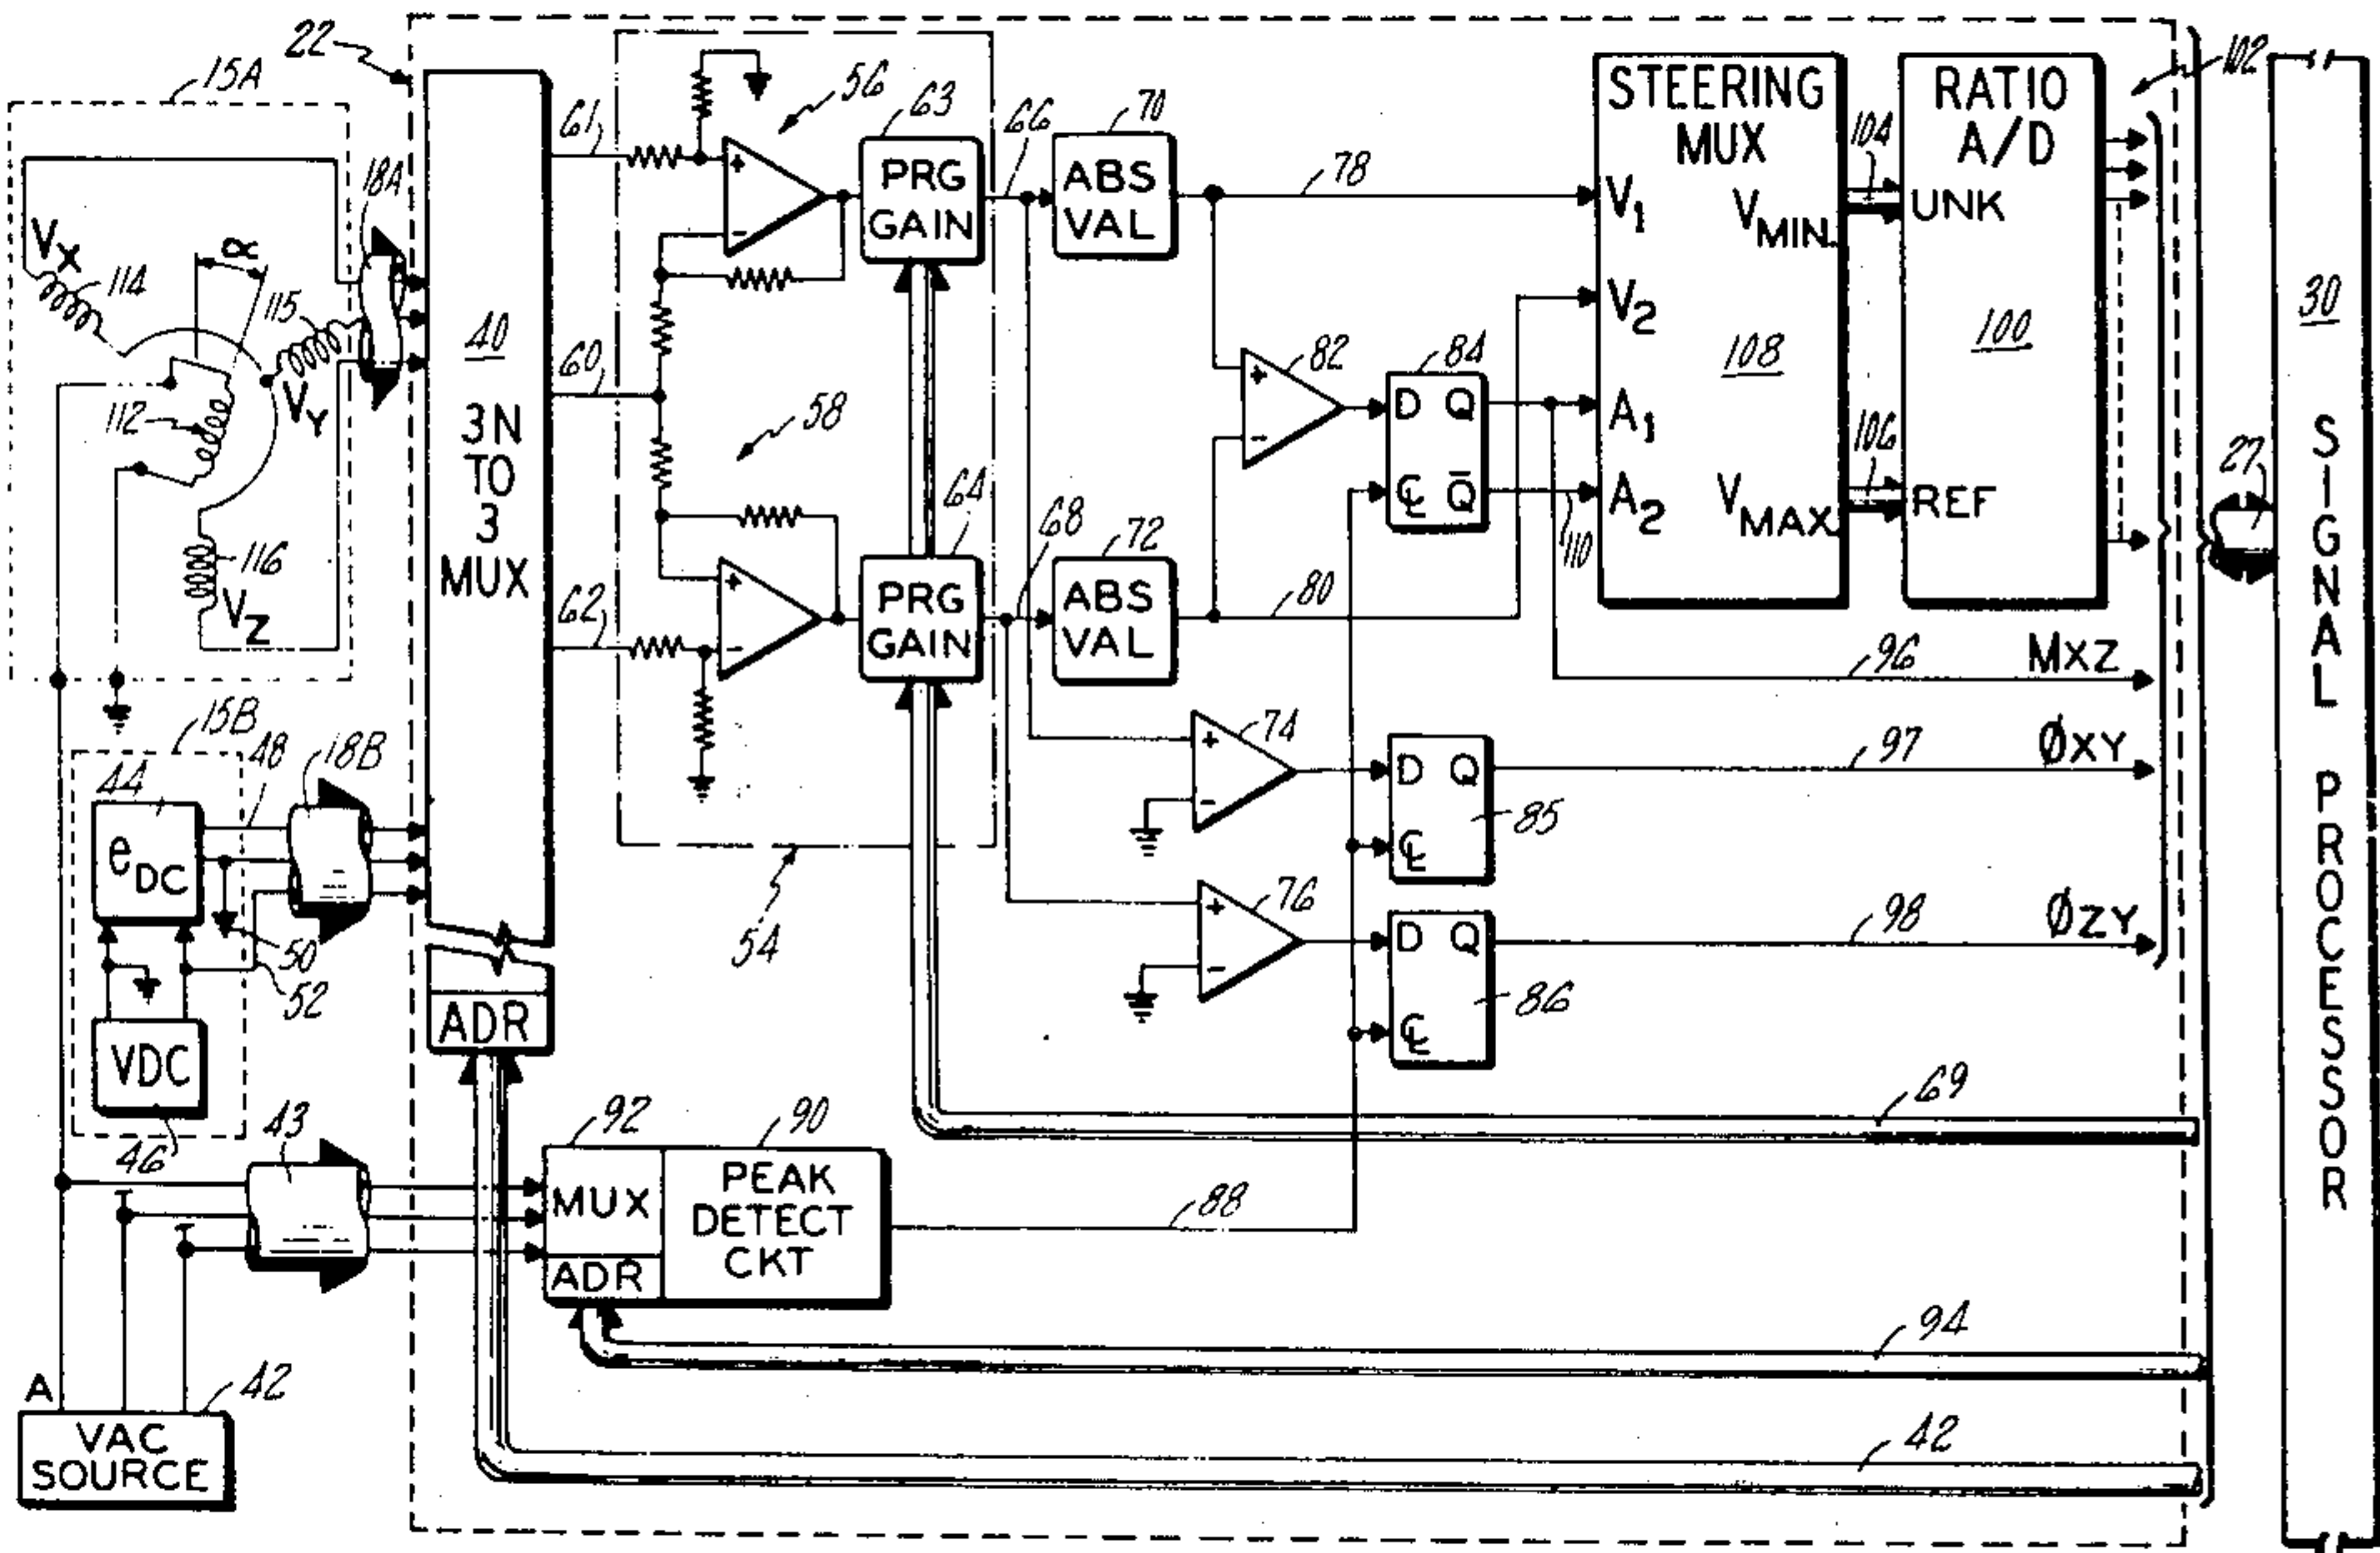 22
15A
18A
VX
114
α
115
VY
112
116
VZ
15B
48
18B
44
eDC
50
52
VDC
46
43
A
42
VAC
SOURCE
40
3N
TO
3
MUX
ADR
61
60
62
56
58
54
63
PRG
GAIN
64
PRG
GAIN
66
68
70
ABS
VAL
72
ABS
VAL
78
80
+
-
+
-
82
+
-
84
D Q
CL Q̅
110
74
+
-
76
+
-
D Q
CL
85
D Q
CL
86
STEERING
MUX
V1
VMIN.
V2
108
A1
A2
VMAX
104
106
RATIO
A/D
UNK
100
REF
102
96
MXZ
97
ØXY
98
ØZY
69
92
90
MUX
ADR
PEAK
DETECT
CKT
88
94
42
27
30
SIGNAL PROCESSOR